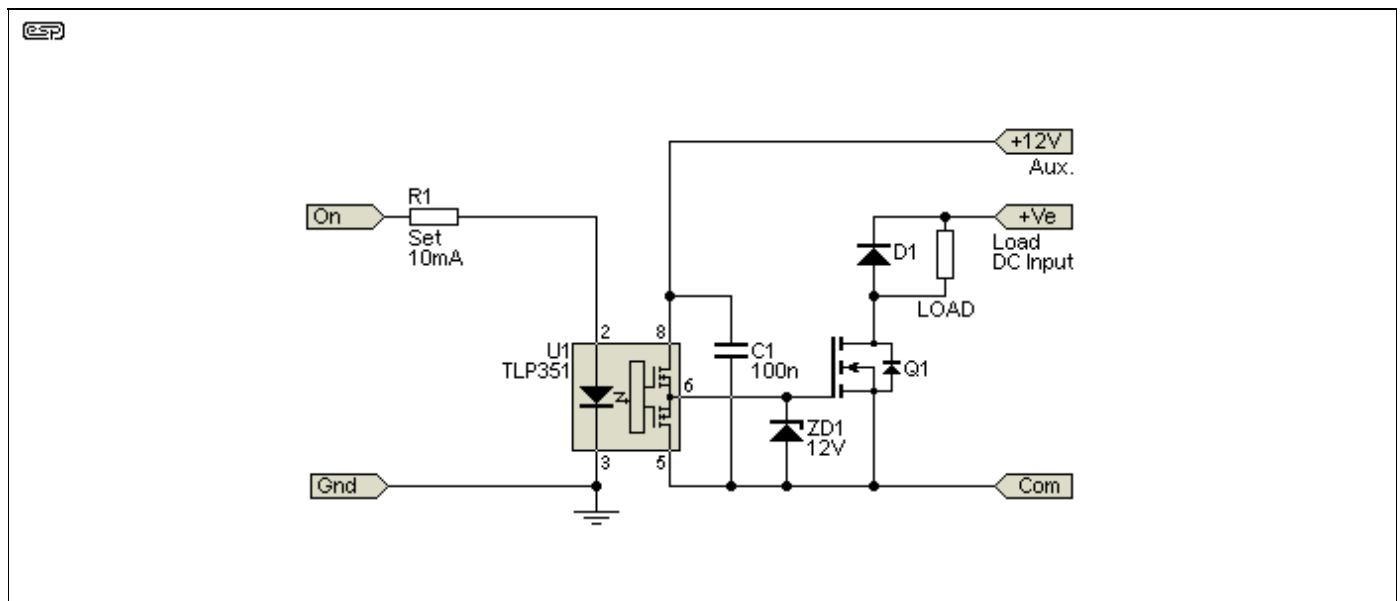 esp
+12V
Aux.
R1
On
Set
10mA
+Ve
Load
DC Input
D1
LOAD
2
8
U1
TLP351
C1
100n
6
Q1
ZD1
12V
3
5
Gnd
Com